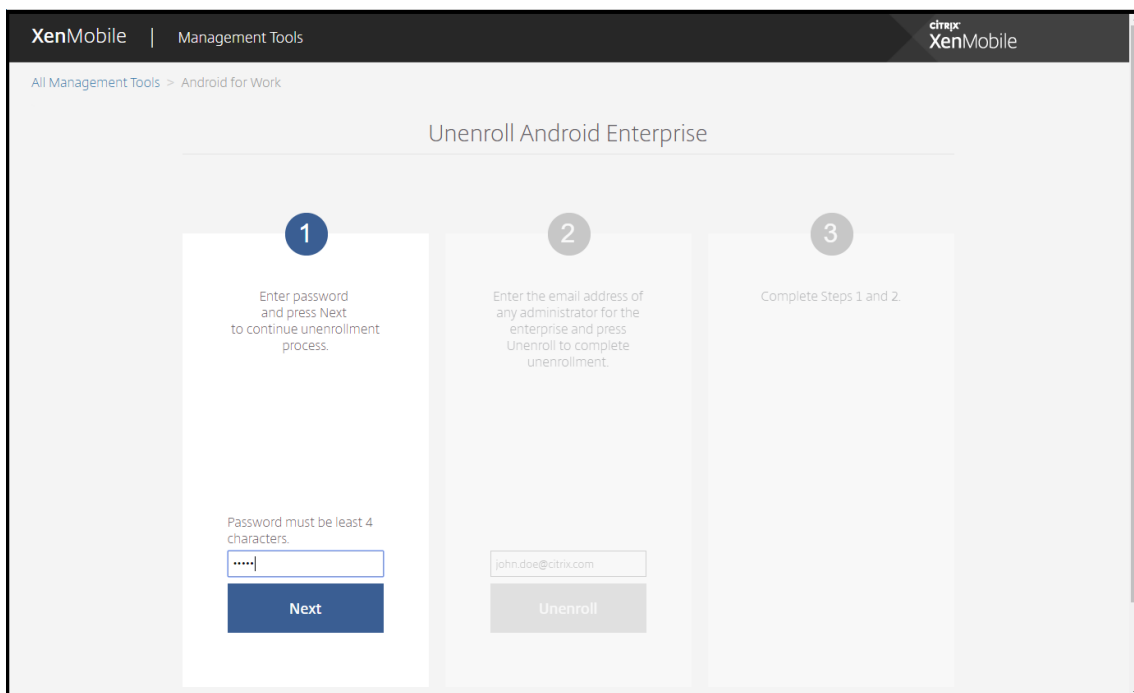 XenMobile | Management Tools
CİTRIX
XenMobile
All Management Tools > Android for Work
Unenroll Android Enterprise
1
Enter password
and press Next
to continue unenrollment
process.
Password must be least 4
characters.
•••••
Next
2
Enter the email address of
any administrator for the
enterprise and press
Unenroll to complete
unenrollment.
john.doe@citrix.com
Unenroll
3
Complete Steps 1 and 2.